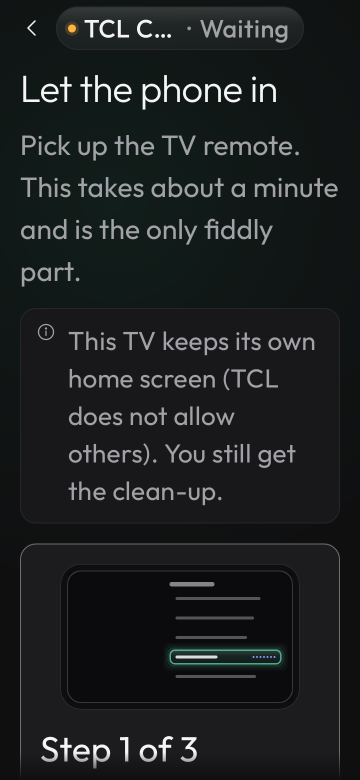 TCL C... · Waiting
Let the phone in
Pick up the TV remote.
This takes about a minute
and is the only fiddly
part.
This TV keeps its own
home screen (TCL
does not allow
others). You still get
the clean-up.
Step 1 of 3